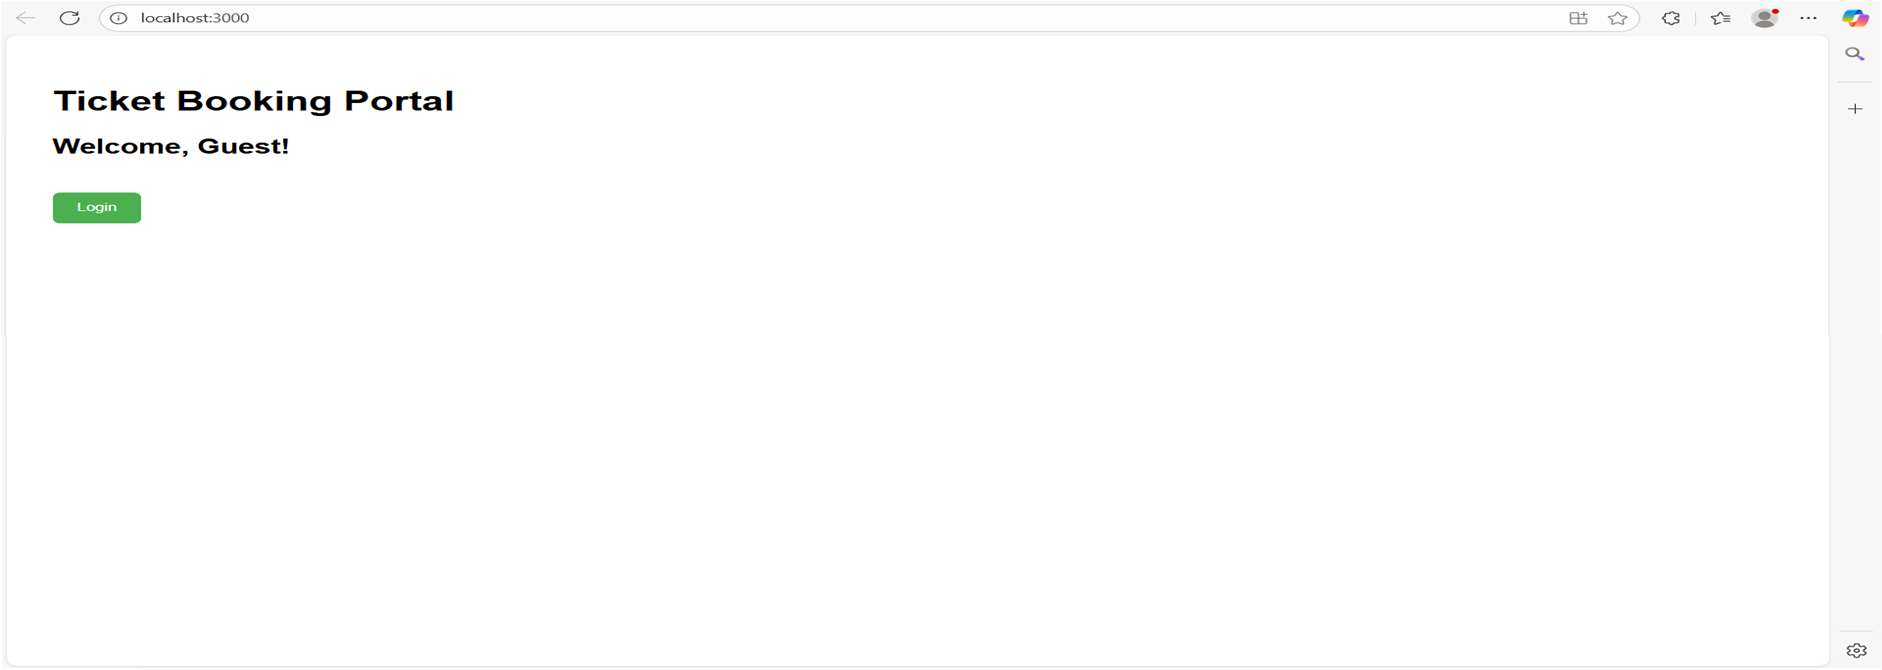 localhost:3000
Ticket Booking Portal
Welcome, Guest!
Login